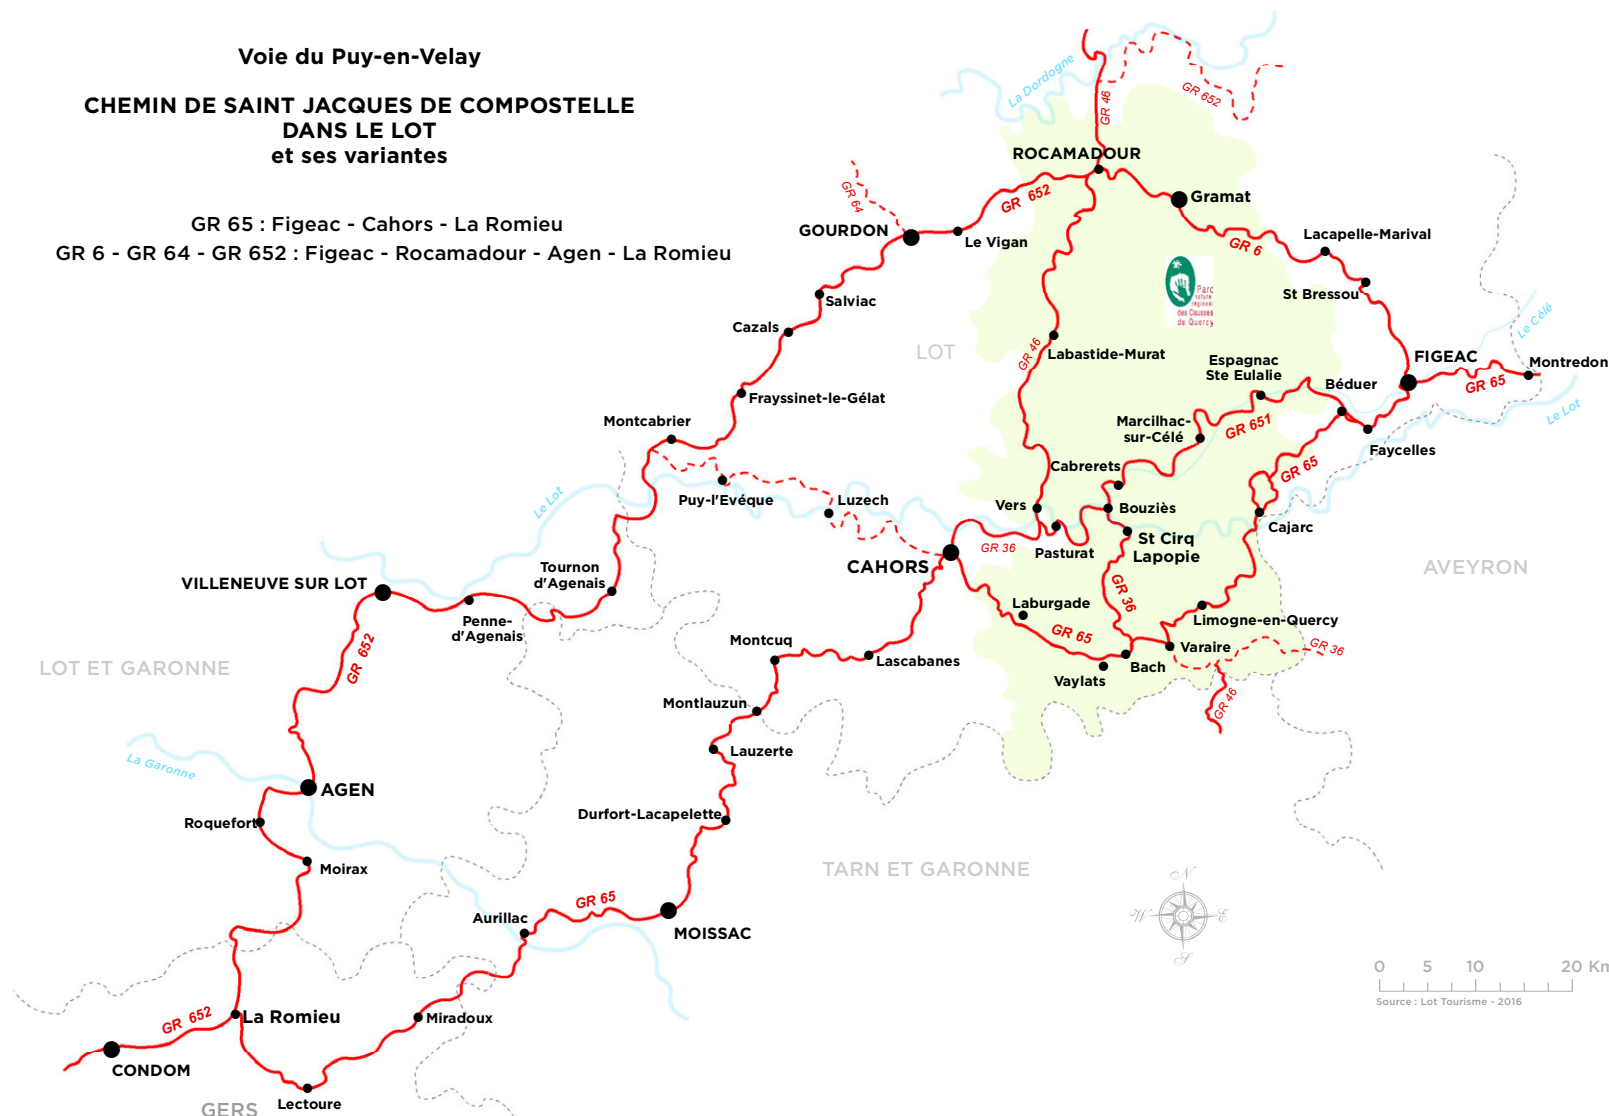 Voie du Puy-en-Velay
CHEMIN DE SAINT JACQUES DE COMPOSTELLE
DANS LE LOT
et ses variantes
GR 65 : Figeac - Cahors - La Romieu
GR 6 - GR 64 - GR 652 : Figeac - Rocamadour - Agen - La Romieu
La Dordogne
GR 46
GR 652
ROCAMADOUR
GR 64
GR 652
Gramat
GOURDON
Le Vigan
GR 6
Lacapelle-Marival
St Bressou
Salviac
Parc
naturel
régional
des Causses
du Quercy
Cazals
LOT
GR 46
Labastide-Murat
Espagnac
Ste Eulalie
Le Célé
FIGEAC
Montredon
GR 65
Béduer
Frayssinet-le-Gélat
Le Lot
Montcabrier
Marcilhac-
sur-Célé
GR 651
Faycelles
Cabrerets
GR 65
Puy-l'Evéque
Luzech
Le Lot
Vers
Bouziès
Cajarc
Pasturat
St Cirq
Lapopie
GR 36
CAHORS
AVEYRON
Tournon
d'Agenais
VILLENEUVE SUR LOT
Penne-
d'Agenais
GR 36
Laburgade
GR 65
Limogne-en-Quercy
Varaire
GR 36
Bach
Vaylats
GR 46
Montcuq
Lascabanes
LOT ET GARONNE
GR 652
Montlauzun
Lauzerte
La Garonne
AGEN
Roquefort
Durfort-Lacapelette
Moirax
TARN ET GARONNE
GR 65
Aurillac
MOISSAC
N
W
E
S
0 5 10 20 Km
Source : Lot Tourisme - 2016
GR 652
La Romieu
Miradoux
CONDOM
Lectoure
GERS